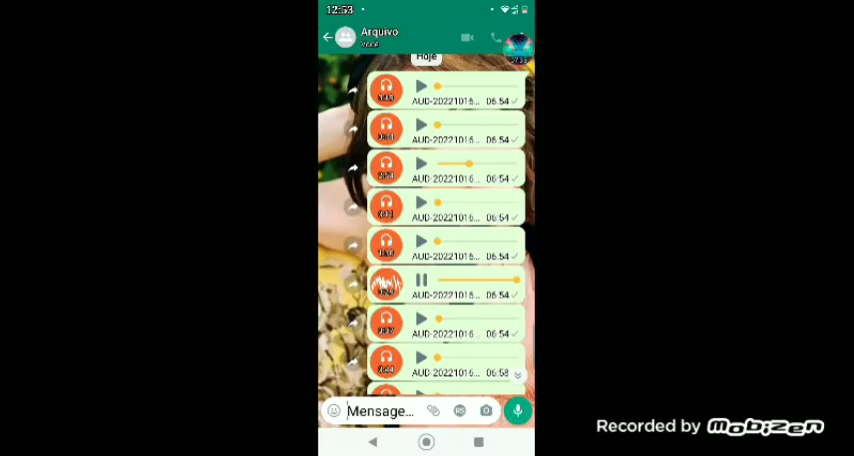 12:53
Arquivo
Você
Hoje
AUD-20221016... 06:54
AUD-20221016... 06:54
2:53
AUD-20221016... 06:54
AUD-20221016... 06:54
AUD-20221016... 06:54
AUD-20221016... 06:54
AUD-20221016... 06:54
AUD-20221016... 06:58
Mensage...
Recorded by Mobizen